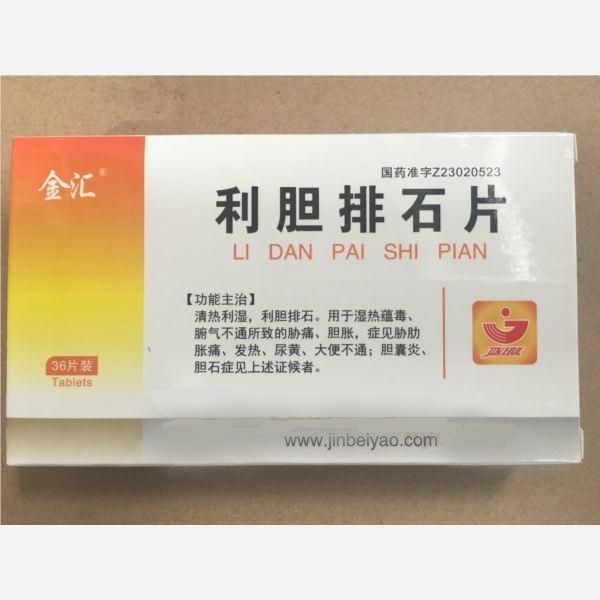 金汇®
国药准字Z23020523
利胆排石片
LI DAN PAI SHI PIAN
【功能主治】
清热利湿，利胆排石。用于湿热蕴毒、
腑气不通所致的胁痛、胆胀，症见胁肋
胀痛、发热、尿黄、大便不通；胆囊炎、
胆石症见上述证候者。
JINHUI
36片装
Tablets
www.jinbeiyao.com